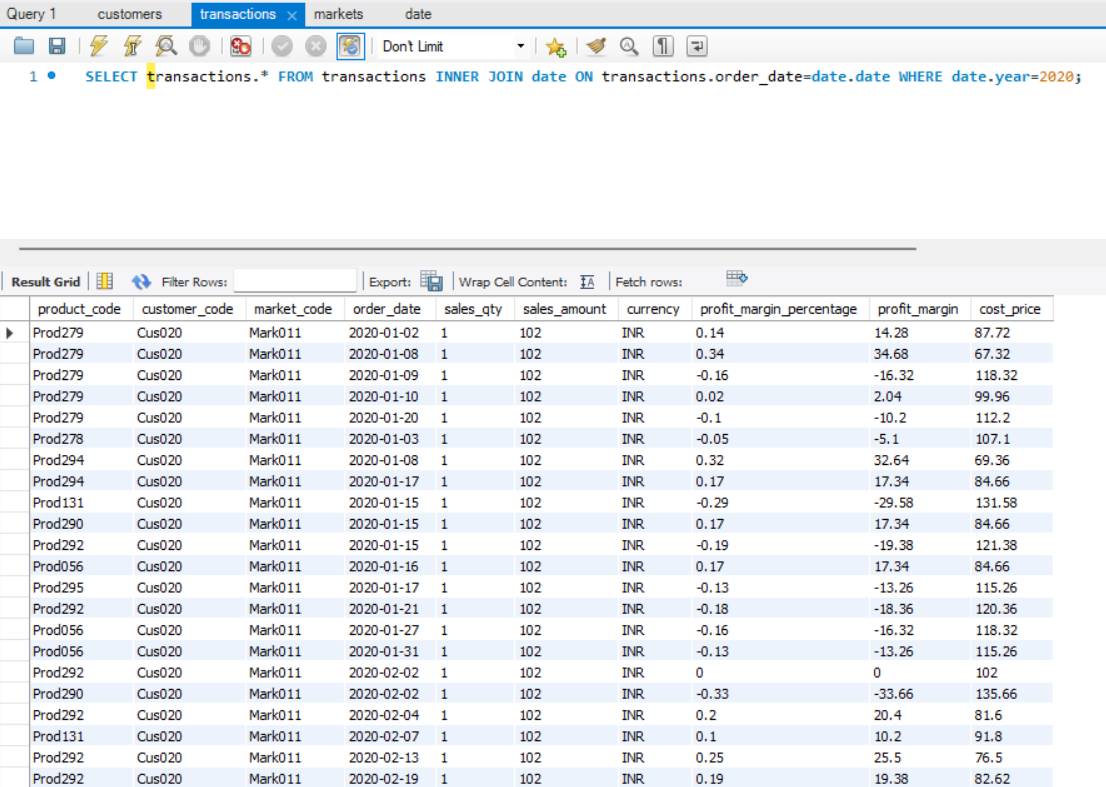 Query 1 customers transactions markets date
Don't Limit
1 SELECT transactions.* FROM transactions INNER JOIN date ON transactions.order_date=date.date WHERE date.year=2020;
Result Grid Filter Rows: Export: Wrap Cell Content: Fetch rows:
product_code customer_code market_code order_date sales_qty sales_amount currency profit_margin_percentage profit_margin cost_price
Prod279 Cus020 Mark011 2020-01-02 1 102 INR 0.14 14.28 87.72
Prod279 Cus020 Mark011 2020-01-08 1 102 INR 0.34 34.68 67.32
Prod279 Cus020 Mark011 2020-01-09 1 102 INR -0.16 -16.32 118.32
Prod279 Cus020 Mark011 2020-01-10 1 102 INR 0.02 2.04 99.96
Prod279 Cus020 Mark011 2020-01-20 1 102 INR -0.1 -10.2 112.2
Prod278 Cus020 Mark011 2020-01-03 1 102 INR -0.05 -5.1 107.1
Prod294 Cus020 Mark011 2020-01-08 1 102 INR 0.32 32.64 69.36
Prod294 Cus020 Mark011 2020-01-17 1 102 INR 0.17 17.34 84.66
Prod131 Cus020 Mark011 2020-01-15 1 102 INR -0.29 -29.58 131.58
Prod290 Cus020 Mark011 2020-01-15 1 102 INR 0.17 17.34 84.66
Prod292 Cus020 Mark011 2020-01-15 1 102 INR -0.19 -19.38 121.38
Prod056 Cus020 Mark011 2020-01-16 1 102 INR 0.17 17.34 84.66
Prod295 Cus020 Mark011 2020-01-17 1 102 INR -0.13 -13.26 115.26
Prod292 Cus020 Mark011 2020-01-21 1 102 INR -0.18 -18.36 120.36
Prod056 Cus020 Mark011 2020-01-27 1 102 INR -0.16 -16.32 118.32
Prod056 Cus020 Mark011 2020-01-31 1 102 INR -0.13 -13.26 115.26
Prod292 Cus020 Mark011 2020-02-02 1 102 INR 0 0 102
Prod290 Cus020 Mark011 2020-02-02 1 102 INR -0.33 -33.66 135.66
Prod292 Cus020 Mark011 2020-02-04 1 102 INR 0.2 20.4 81.6
Prod131 Cus020 Mark011 2020-02-07 1 102 INR 0.1 10.2 91.8
Prod292 Cus020 Mark011 2020-02-13 1 102 INR 0.25 25.5 76.5
Prod292 Cus020 Mark011 2020-02-19 1 102 INR 0.19 19.38 82.62